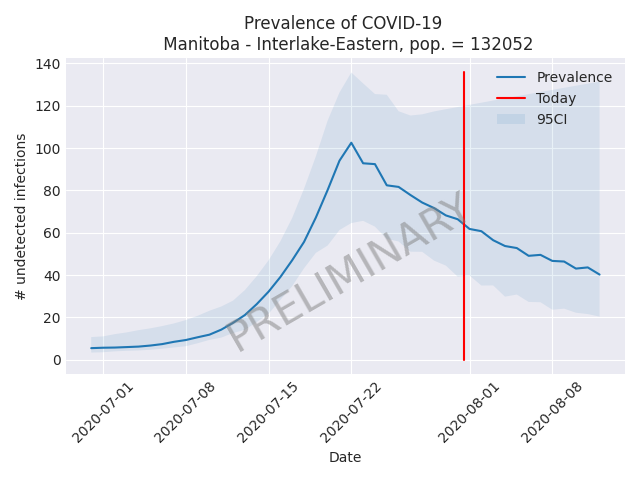 Prevalence of COVID-19
Manitoba - Interlake-Eastern, pop. = 132052
140
120
100
80
60
40
20
0
# undetected infections
Prevalence
Today
95CI
PRELIMINARY
2020-07-01
2020-07-08
2020-07-15
2020-07-22
2020-08-01
2020-08-08
Date